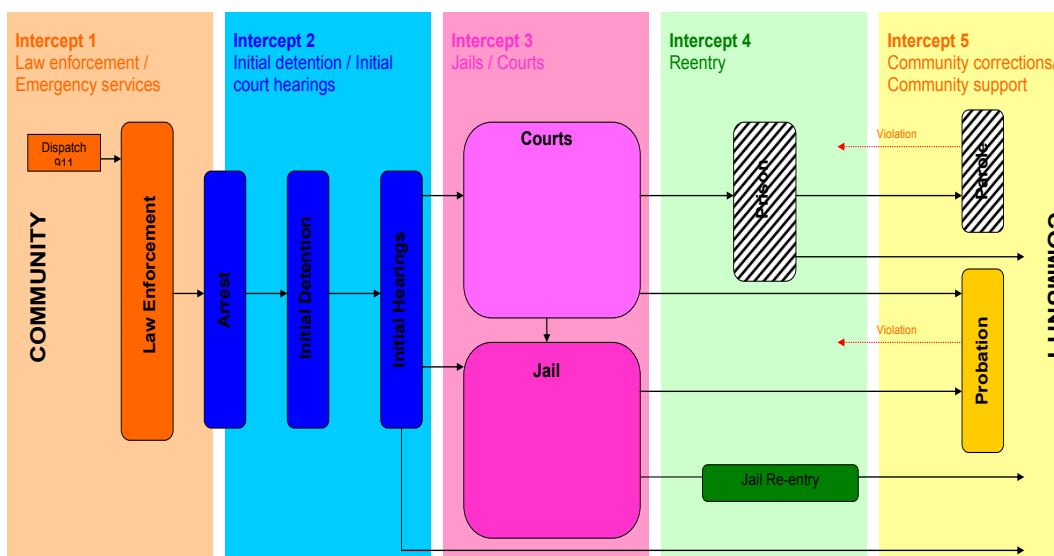 Intercept 1
Law enforcement /
Emergency services
Intercept 2
Initial detention / Initial
court hearings
Intercept 3
Jails / Courts
Intercept 4
Reentry
Intercept 5
Community corrections/
Community support
Dispatch
911
COMMUNITY
Law Enforcement
Arrest
Initial Detention
Initial Hearings
Courts
Jail
Prison
Jail Re-entry
Violation
Parole
Violation
Probation